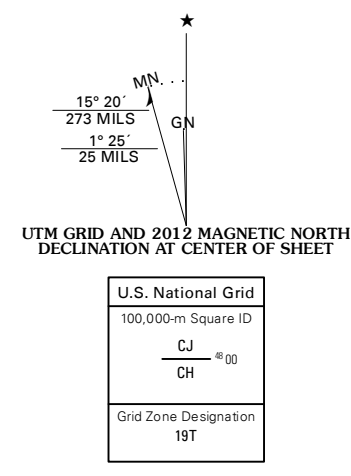 ★
MN
15° 20´
273 MILS
GN
1° 25´
25 MILS
UTM GRID AND 2012 MAGNETIC NORTH
DECLINATION AT CENTER OF SHEET
U.S. National Grid
100,000-m Square ID
CJ
48 00
CH
Grid Zone Designation
19T